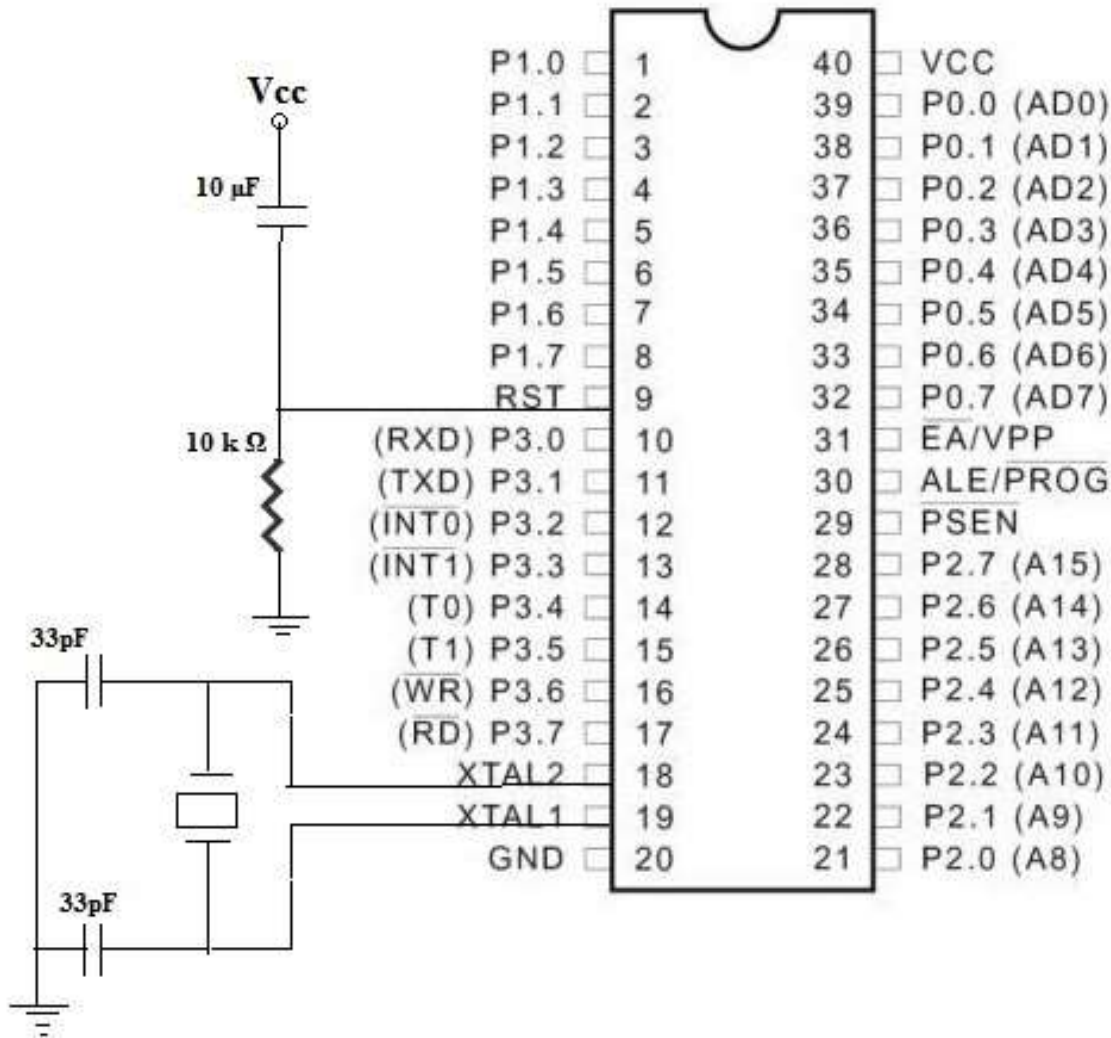 P1.0 1 40 VCC
Vcc
P1.1 2 39 P0.0 (AD0)
P1.2 3 38 P0.1 (AD1)
10 µF
P1.3 4 37 P0.2 (AD2)
P1.4 5 36 P0.3 (AD3)
P1.5 6 35 P0.4 (AD4)
P1.6 7 34 P0.5 (AD5)
P1.7 8 33 P0.6 (AD6)
RST 9 32 P0.7 (AD7)
10 k Ω
(RXD) P3.0 10 31 EA/VPP
(TXD) P3.1 11 30 ALE/PROG
(INT0) P3.2 12 29 PSEN
(INT1) P3.3 13 28 P2.7 (A15)
(T0) P3.4 14 27 P2.6 (A14)
33pF
(T1) P3.5 15 26 P2.5 (A13)
(WR) P3.6 16 25 P2.4 (A12)
(RD) P3.7 17 24 P2.3 (A11)
XTAL2 18 23 P2.2 (A10)
XTAL1 19 22 P2.1 (A9)
GND 20 21 P2.0 (A8)
33pF